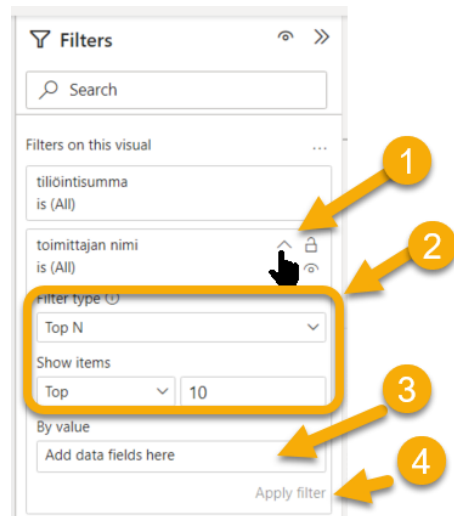 Filters
Search
Filters on this visual
...
1
tiliöintisumma
is (All)
toimittajan nimi
is (All)
2
Filter type
Top N
Show items
Top 10
3
By value
Add data fields here
4
Apply filter